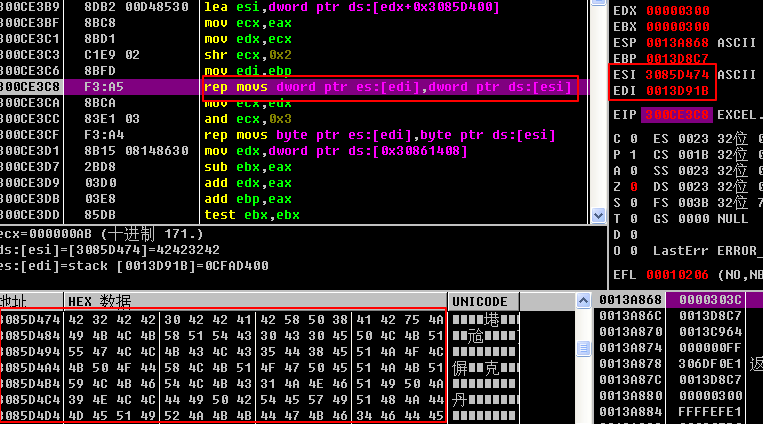 300CE3B9 8DB2 00D48530 lea esi,dword ptr ds:[edx+0x3085D400]
300CE3BF 8BC8 mov ecx,eax
300CE3C1 8BD1 mov edx,ecx
300CE3C3 C1E9 02 shr ecx,0x2
300CE3C6 8BFD mov edi,ebp
300CE3C8 F3:A5 rep movs dword ptr es:[edi],dword ptr ds:[esi]
300CE3CA 8BCA mov ecx,edx
300CE3CC 83E1 03 and ecx,0x3
300CE3CF F3:A4 rep movs byte ptr es:[edi],byte ptr ds:[esi]
300CE3D1 8B15 08148630 mov edx,dword ptr ds:[0x30861408]
300CE3D7 2BD8 sub ebx,eax
300CE3D9 03D0 add edx,eax
300CE3DB 03E8 add ebp,eax
300CE3DD 85DB test ebx,ebx
EDX 00000300
EBX 00000300
ESP 0013A868 ASCII
EBP 0013D8C7
ESI 3085D474 ASCII
EDI 0013D91B
EIP 300CE3C8 EXCEL.
C 0 ES 0023 32位
P 1 CS 001B 32位
A 0 SS 0023 32位
Z 0 DS 0023 32位
S 0 FS 003B 32位
T 0 GS 0000 NULL
D 0
O 0 LastErr ERROR_
EFL 00010206 (NO,NB
ecx=000000AB (十进制 171.)
ds:[esi]=[3085D474]=42423242
es:[edi]=stack [0013D91B]=0CFAD400
地址 HEX 数据 UNICODE
3085D474 42 32 42 42 30 42 42 41 42 58 50 38 41 42 75 4A
3085D484 49 4B 4C 4B 58 51 54 43 30 43 30 45 50 4C 4B 51
3085D494 55 47 4C 4B 43 4C 43 35 44 38 45 51 4A 4F 4C
3085D4A4 4B 50 4F 44 58 4C 4B 51 4F 47 50 45 51 4A 4B 51
3085D4B4 59 4C 4B 46 54 4C 4B 43 31 4A 4E 46 51 49 50 4A
3085D4C4 39 4E 4C 4C 44 49 50 42 54 45 57 49 51 48 4A 44
3085D4D4 4D 45 51 49 52 4A 4B 4B 44 47 4B 46 34 46 44 45
0013A868 0000303C
0013A86C 0013D8C7
0013A870 0013C964
0013A874 000000FF
0013A878 306DF0E1 返
0013A87C 0013D8C7
0013A880 00000300
0013A884 FFFFEFE1